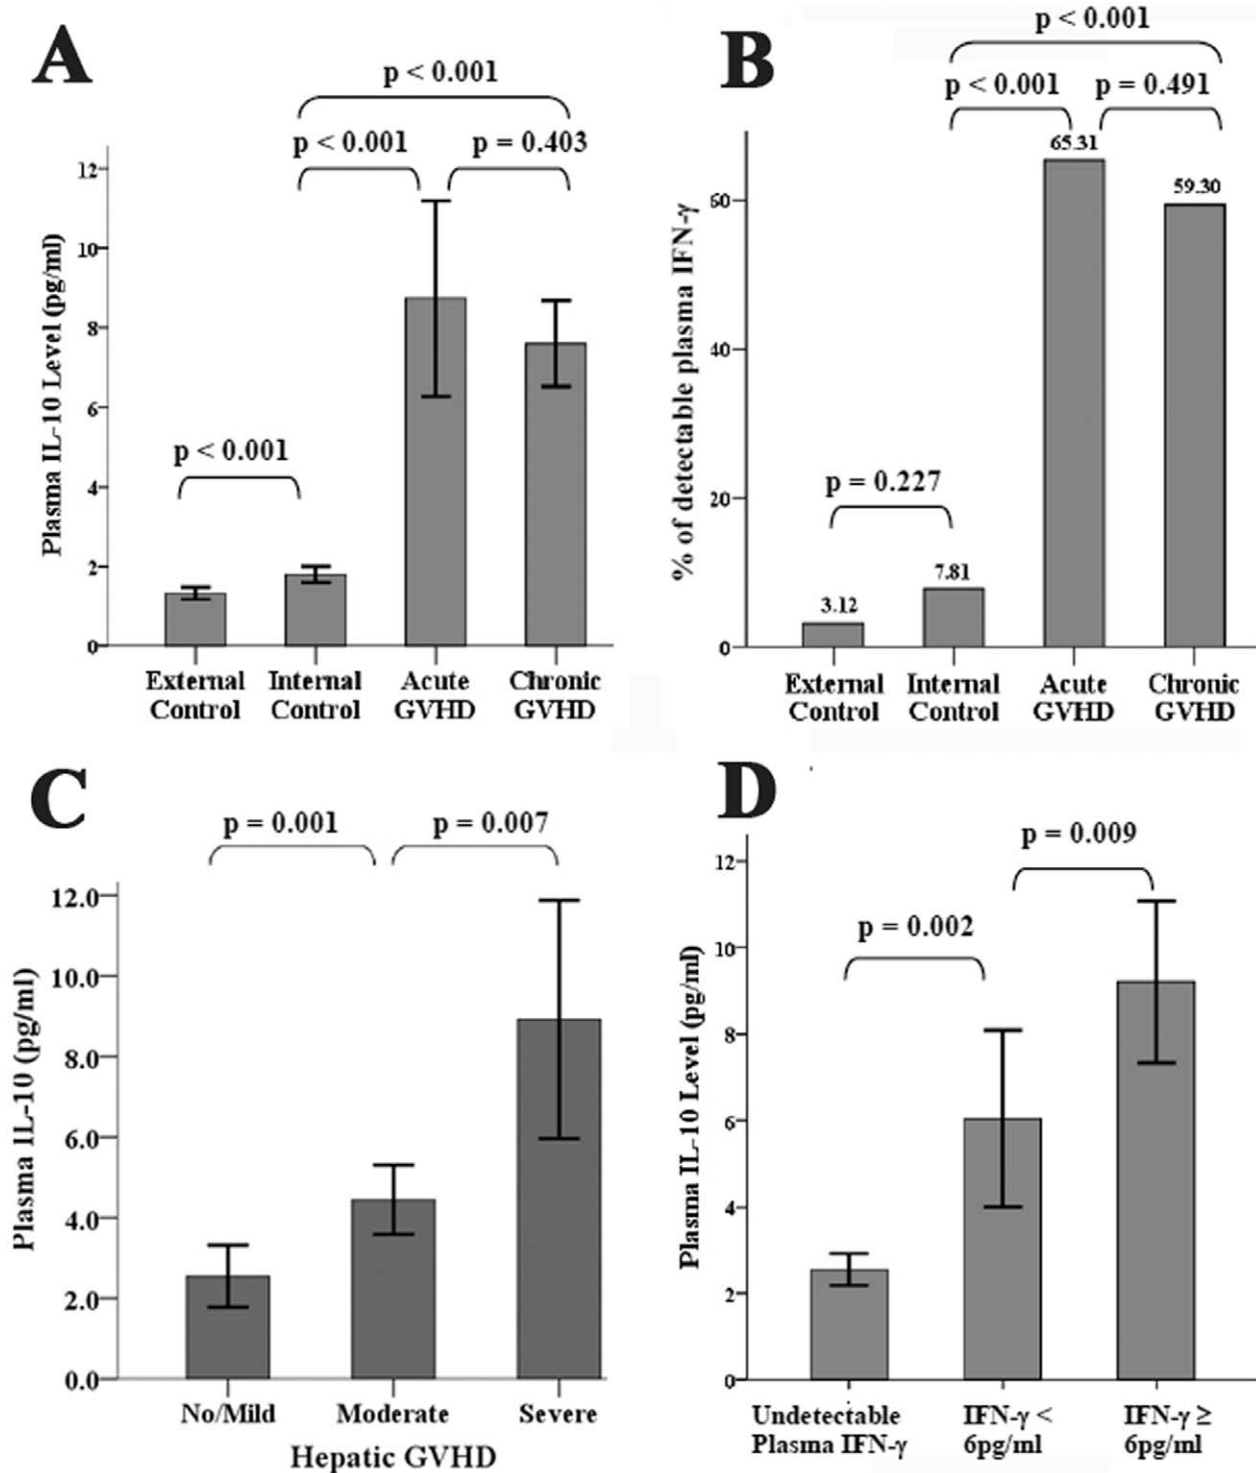 A
p < 0.001
p < 0.001
p = 0.403
p < 0.001
Plasma IL-10 Level (pg/ml)
12
10
8
6
4
2
0
External Control
Internal Control
Acute GVHD
Chronic GVHD
B
p < 0.001
p < 0.001
p = 0.491
65.31
59.30
p = 0.227
7.81
3.12
% of detectable plasma IFN-γ
60
40
20
0
External Control
Internal Control
Acute GVHD
Chronic GVHD
C
p = 0.001
p = 0.007
Plasma IL-10 (pg/ml)
12.0
10.0
8.0
6.0
4.0
2.0
0.0
No/Mild
Moderate
Severe
Hepatic GVHD
D
p = 0.009
p = 0.002
Plasma IL-10 Level (pg/ml)
12
10
8
6
4
2
0
Undetectable Plasma IFN-γ
IFN-γ < 6pg/ml
IFN-γ ≥ 6pg/ml